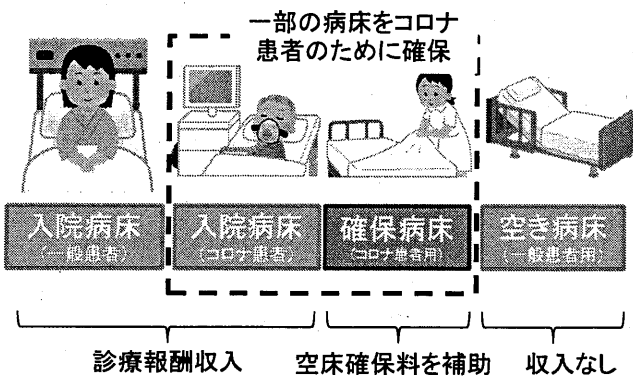 一部の病床をコロナ
患者のために確保
入院病床
(一般患者)
入院病床
(コロナ患者)
確保病床
(コロナ患者用)
空き病床
(一般患者用)
診療報酬収入
空床確保料を補助
収入なし